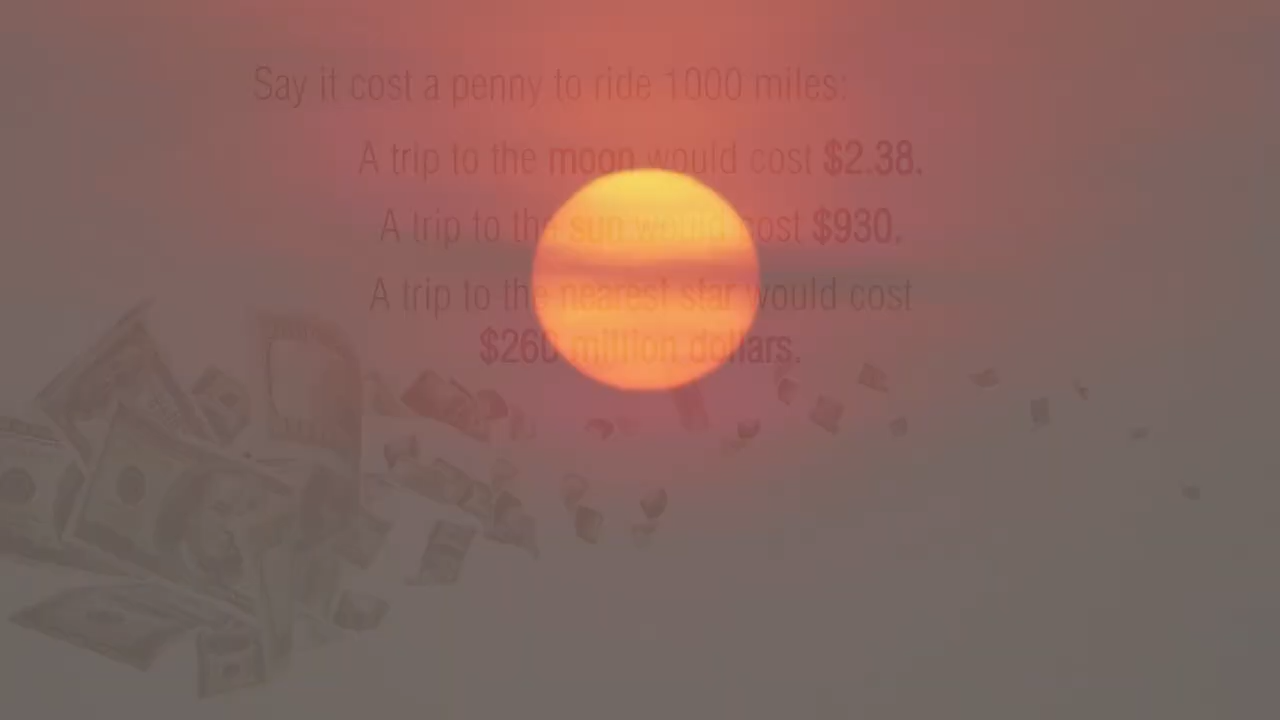 Say it cost a penny to ride 1000 miles:
A trip to the moon would cost $2.38.
A trip to the sun would cost $930.
A trip to the nearest star would cost
$260 million dollars.